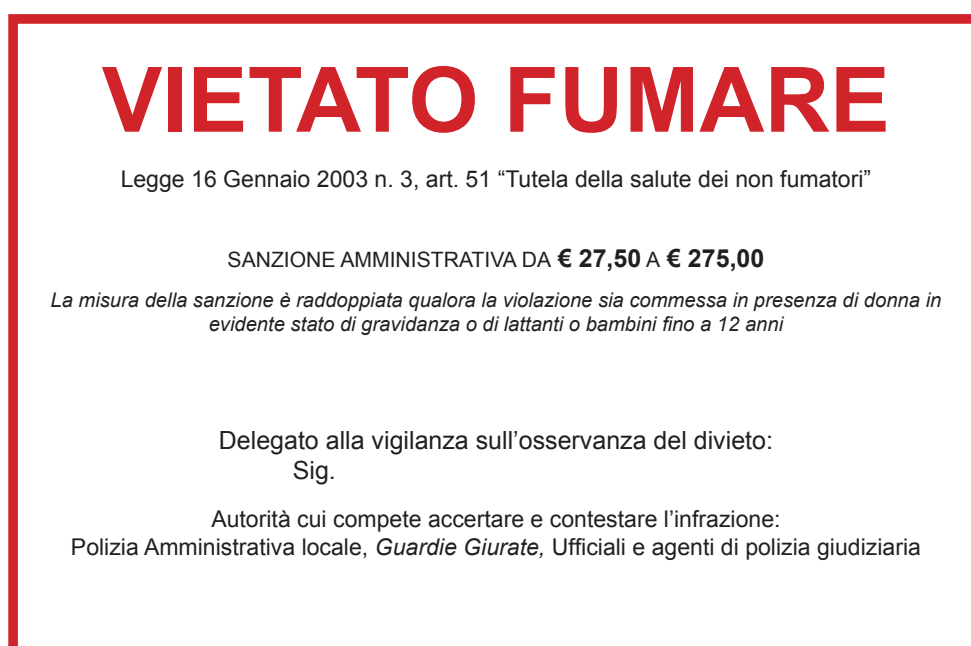 VIETATO FUMARE
Legge 16 Gennaio 2003 n. 3, art. 51 “Tutela della salute dei non fumatori”
SANZIONE AMMINISTRATIVA DA € 27,50 A € 275,00
La misura della sanzione è raddoppiata qualora la violazione sia commessa in presenza di donna in
evidente stato di gravidanza o di lattanti o bambini fino a 12 anni
Delegato alla vigilanza sull’osservanza del divieto:
Sig.
Autorità cui compete accertare e contestare l’infrazione:
Polizia Amministrativa locale, Guardie Giurate, Ufficiali e agenti di polizia giudiziaria